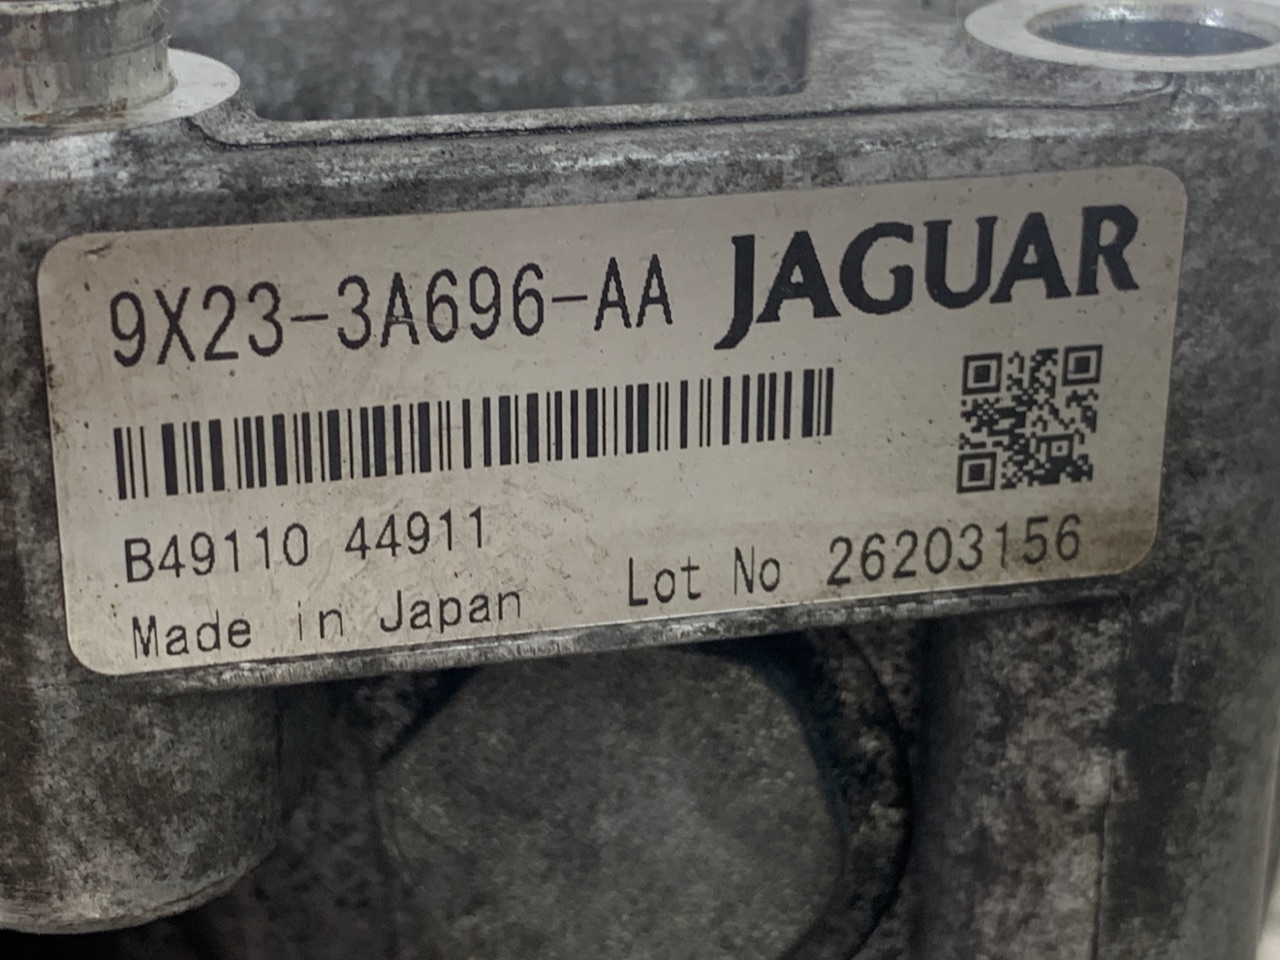 9X23-3A696-AA JAGUAR
B49110 44911
Made in Japan Lot No 26203156